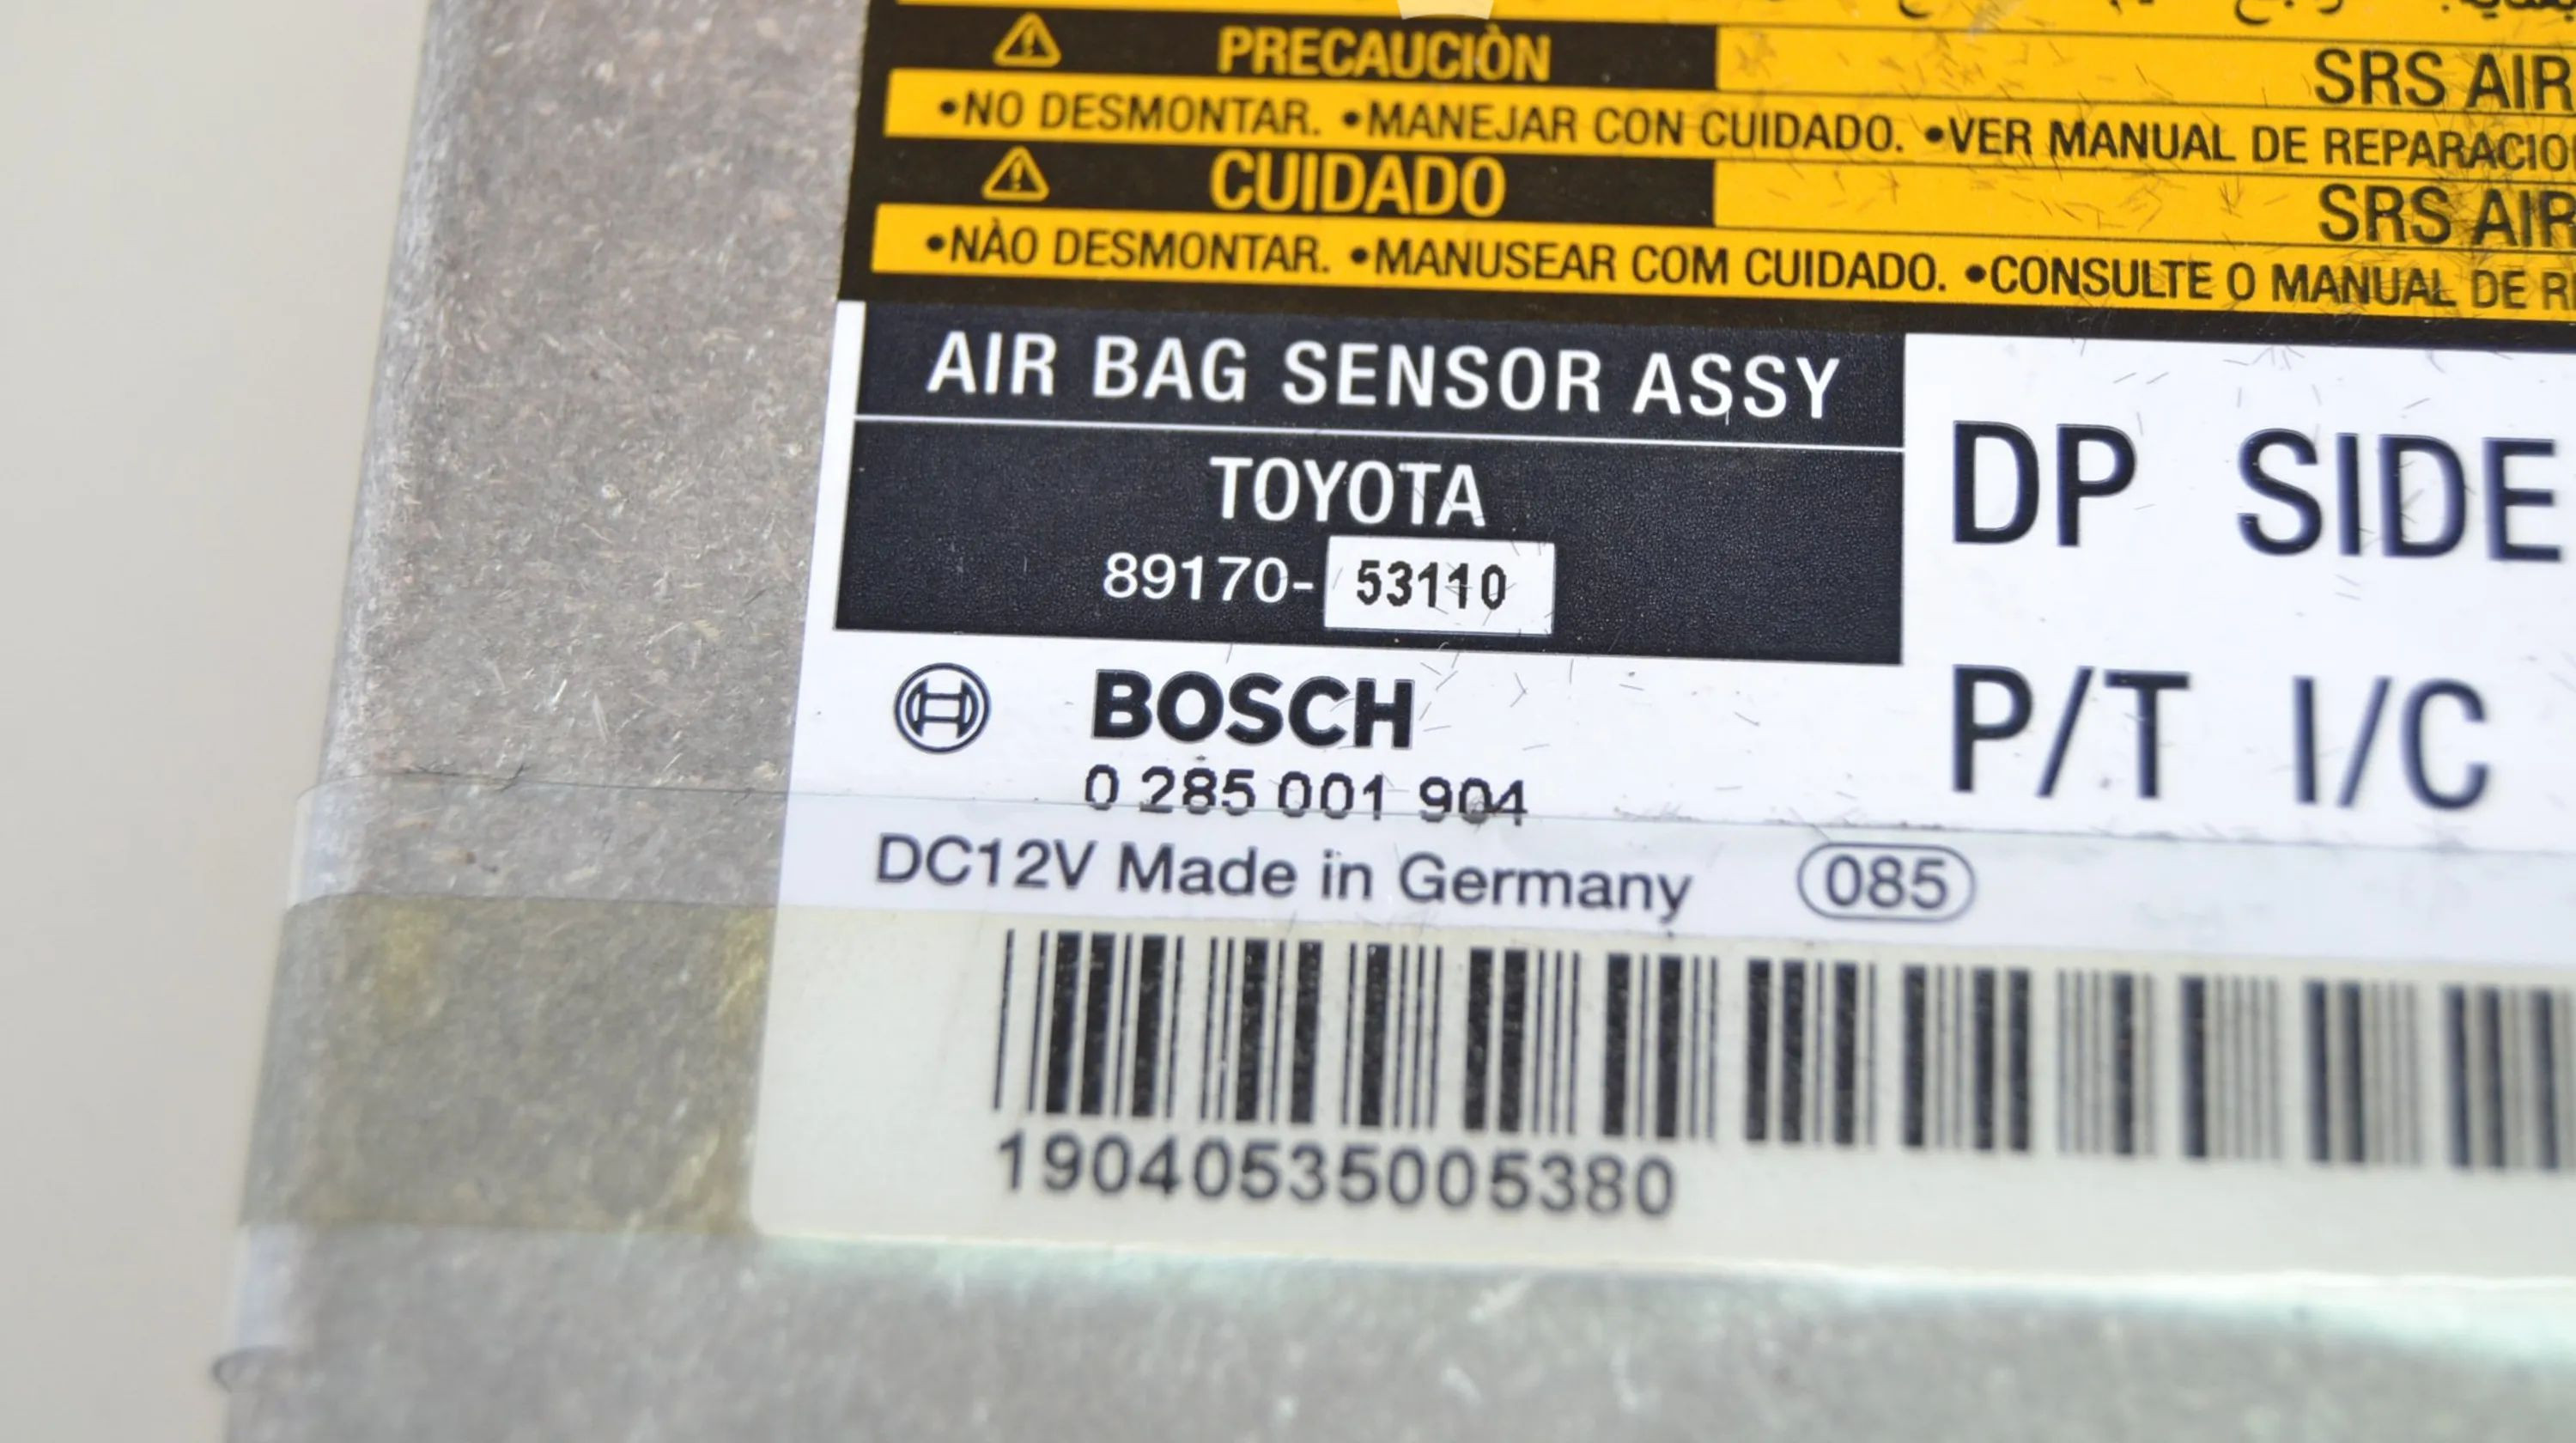 PRECAUCIÒN
SRS AIR
•NO DESMONTAR. •MANEJAR CON CUIDADO. •VER MANUAL DE REPARACIO
CUIDADO
SRS AIR
•NÀO DESMONTAR. •MANUSEAR COM CUIDADO. •CONSULTE O MANUAL DE R
AIR BAG SENSOR ASSY
TOYOTA
89170-53110
DP SIDE
P/T I/C
BOSCH
0 285 001 904
DC12V Made in Germany 085
19040535005380